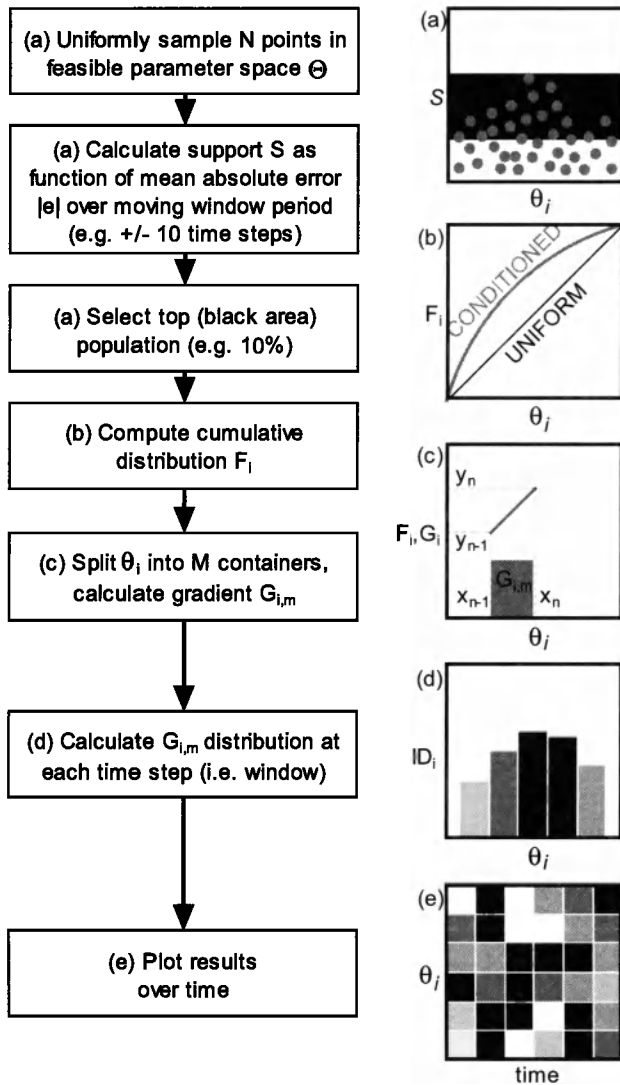 (a) Uniformly sample N points in
feasible parameter space Θ
(a) Calculate support S as
function of mean absolute error
|e| over moving window period
(e.g. +/- 10 time steps)
(a) Select top (black area)
population (e.g. 10%)
(b) Compute cumulative
distribution Fi
(c) Split θi into M containers,
calculate gradient Gi,m
(d) Calculate Gi,m distribution at
each time step (i.e. window)
(e) Plot results
over time
(a)
S
θi
(b)
CONDITIONED
Fi
UNIFORM
θi
(c)
yn
Fi,Gi
yn-1
Gi,m
xn-1
xn
θi
(d)
IDi
θi
(e)
θi
time